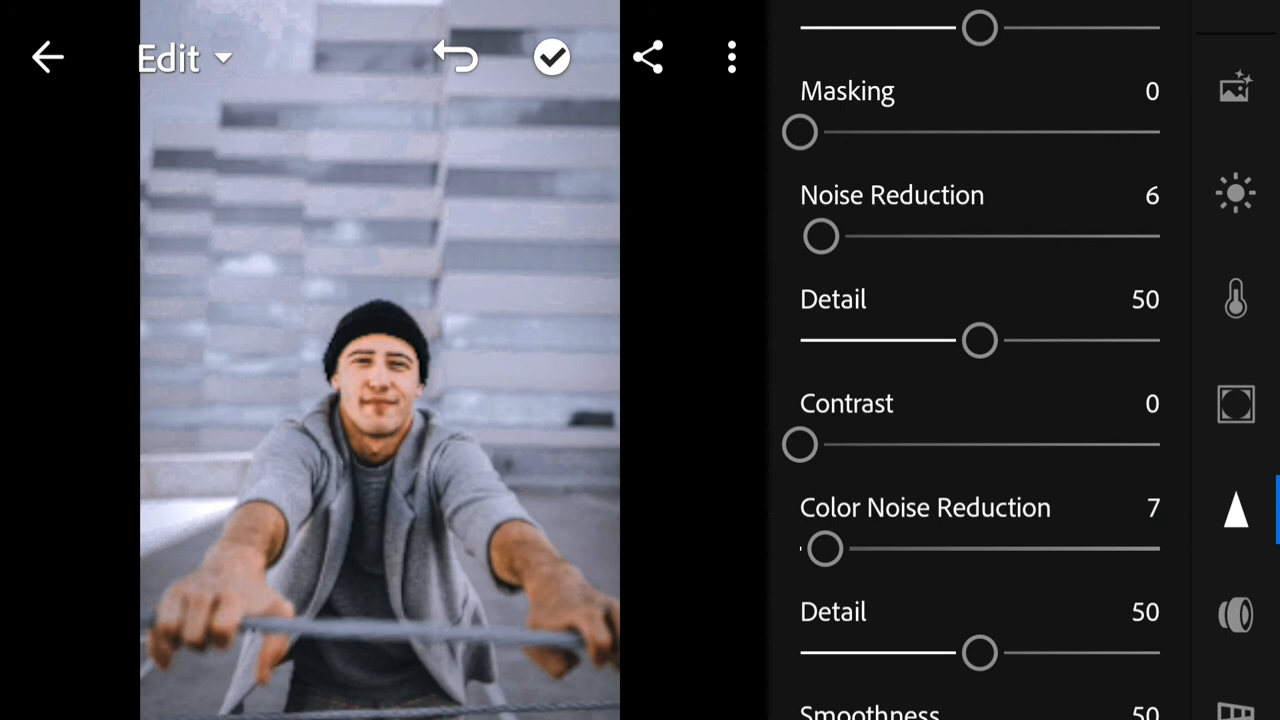 Edit
Masking 0
Noise Reduction 6
Detail 50
Contrast 0
Color Noise Reduction 7
Detail 50
Smoothness 50